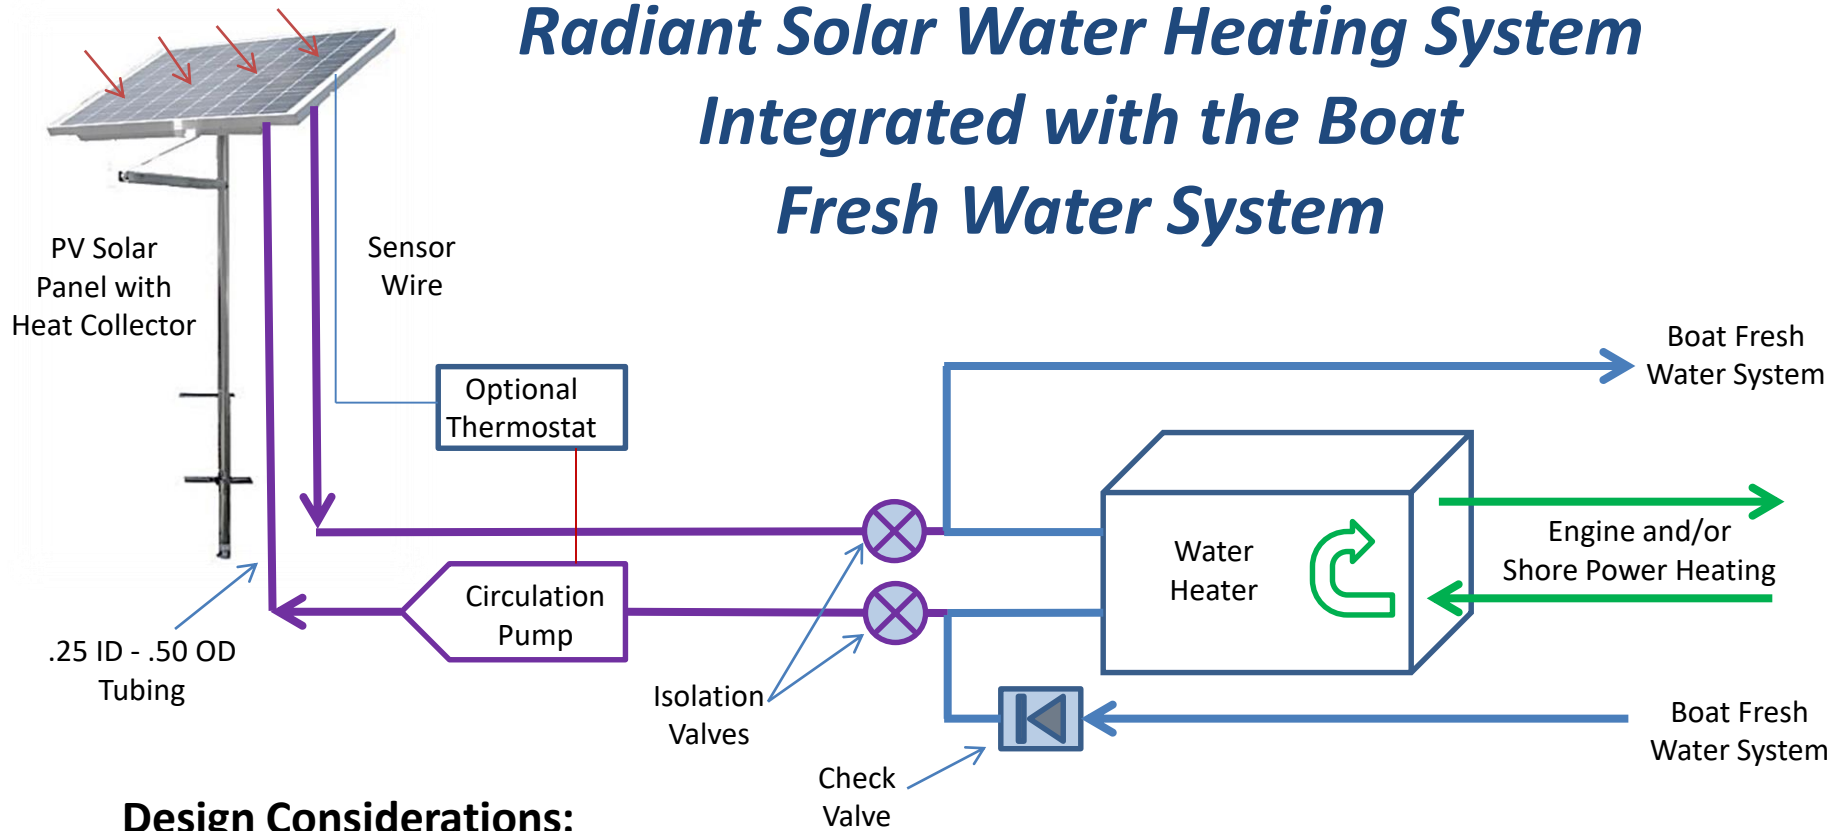 Radiant Solar Water Heating System
Integrated with the Boat
Fresh Water System
PV Solar
Panel with
Heat Collector
Sensor
Wire
Optional
Thermostat
Boat Fresh
Water System
Water
Heater
Engine and/or
Shore Power Heating
Circulation
Pump
.25 ID - .50 OD
Tubing
Isolation
Valves
Check
Valve
Boat Fresh
Water System
Design Considerations: